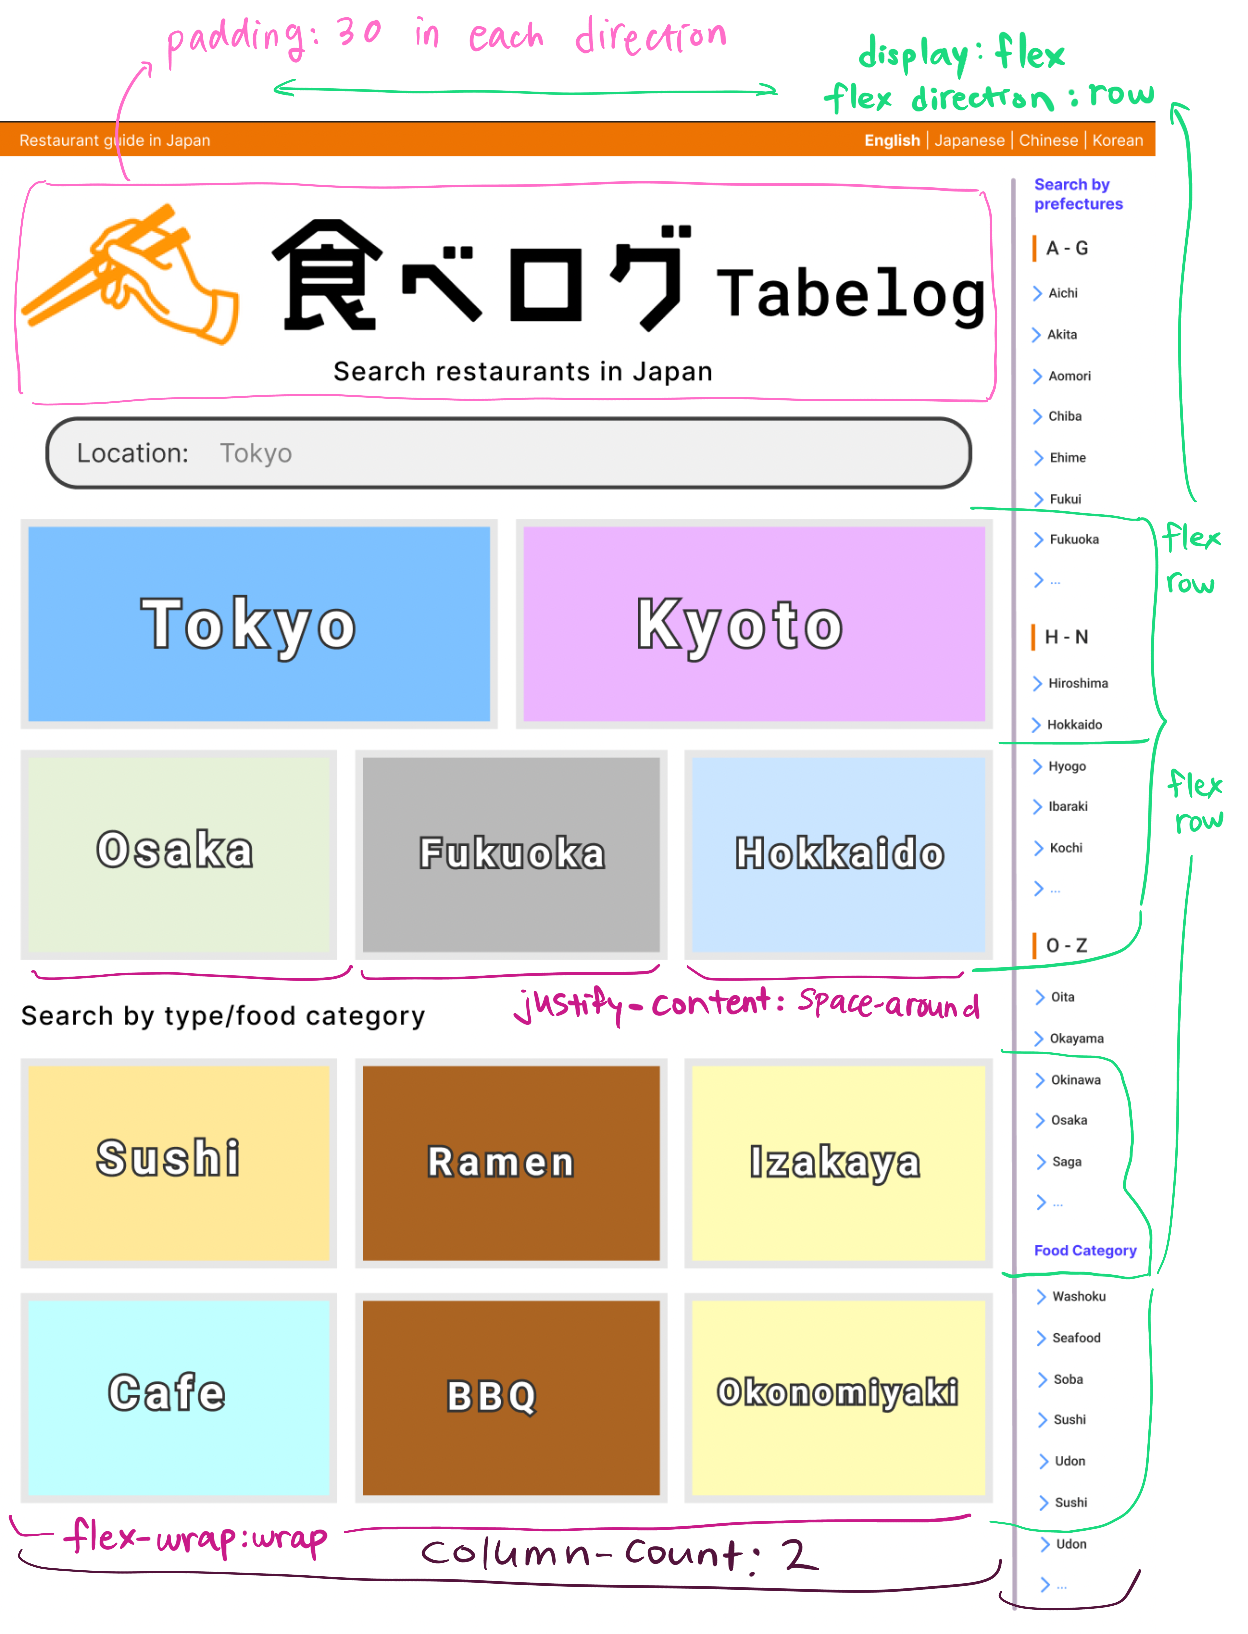 padding: 30 in each direction
display: flex
flex direction: row
Restaurant guide in Japan
English | Japanese | Chinese | Korean
食べログ Tabelog
Search restaurants in Japan
Location: Tokyo
Tokyo
Kyoto
Osaka
Fukuoka
Hokkaido
justify-content: space-around
Search by type/food category
Sushi
Ramen
Izakaya
Cafe
BBQ
Okonomiyaki
flex-wrap:wrap
column-count: 2
Search by
prefectures
A - G
Aichi
Akita
Aomori
Chiba
Ehime
Fukui
Fukuoka
...
H - N
Hiroshima
Hokkaido
Hyogo
Ibaraki
Kochi
...
O - Z
Oita
Okayama
Okinawa
Osaka
Saga
...
Food Category
Washoku
Seafood
Soba
Sushi
Udon
Sushi
Udon
...
flex
row
flex
row